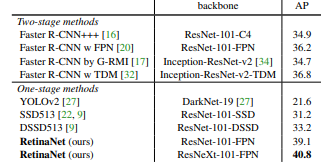 backbone AP
Two-stage methods
Faster R-CNN+++ [16] ResNet-101-C4 34.9
Faster R-CNN w FPN [20] ResNet-101-FPN 36.2
Faster R-CNN by G-RMI [17] Inception-ResNet-v2 [34] 34.7
Faster R-CNN w TDM [32] Inception-ResNet-v2-TDM 36.8
One-stage methods
YOLOv2 [27] DarkNet-19 [27] 21.6
SSD513 [22, 9] ResNet-101-SSD 31.2
DSSD513 [9] ResNet-101-DSSD 33.2
RetinaNet (ours) ResNet-101-FPN 39.1
RetinaNet (ours) ResNeXt-101-FPN 40.8